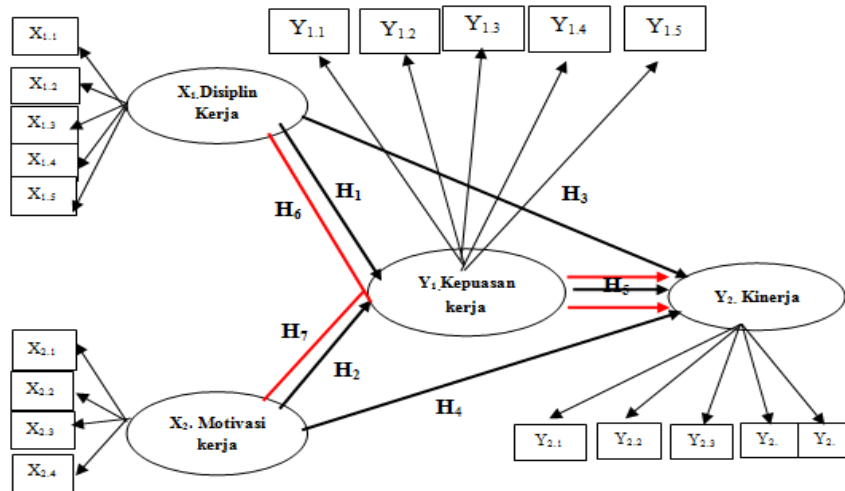 X1.1
X1.2
X1.3
X1.4
X1.5
Y1.1
Y1.2
Y1.3
Y1.4
Y1.5
X1.Disiplin
Kerja
H1
H6
H3
Y1.Kepuasan
kerja
H5
Y2. Kinerja
H7
H2
H4
X2.1
X2.2
X2.3
X2.4
X2. Motivasi
kerja
Y2.1
Y2.2
Y2.3
Y2.
Y2.